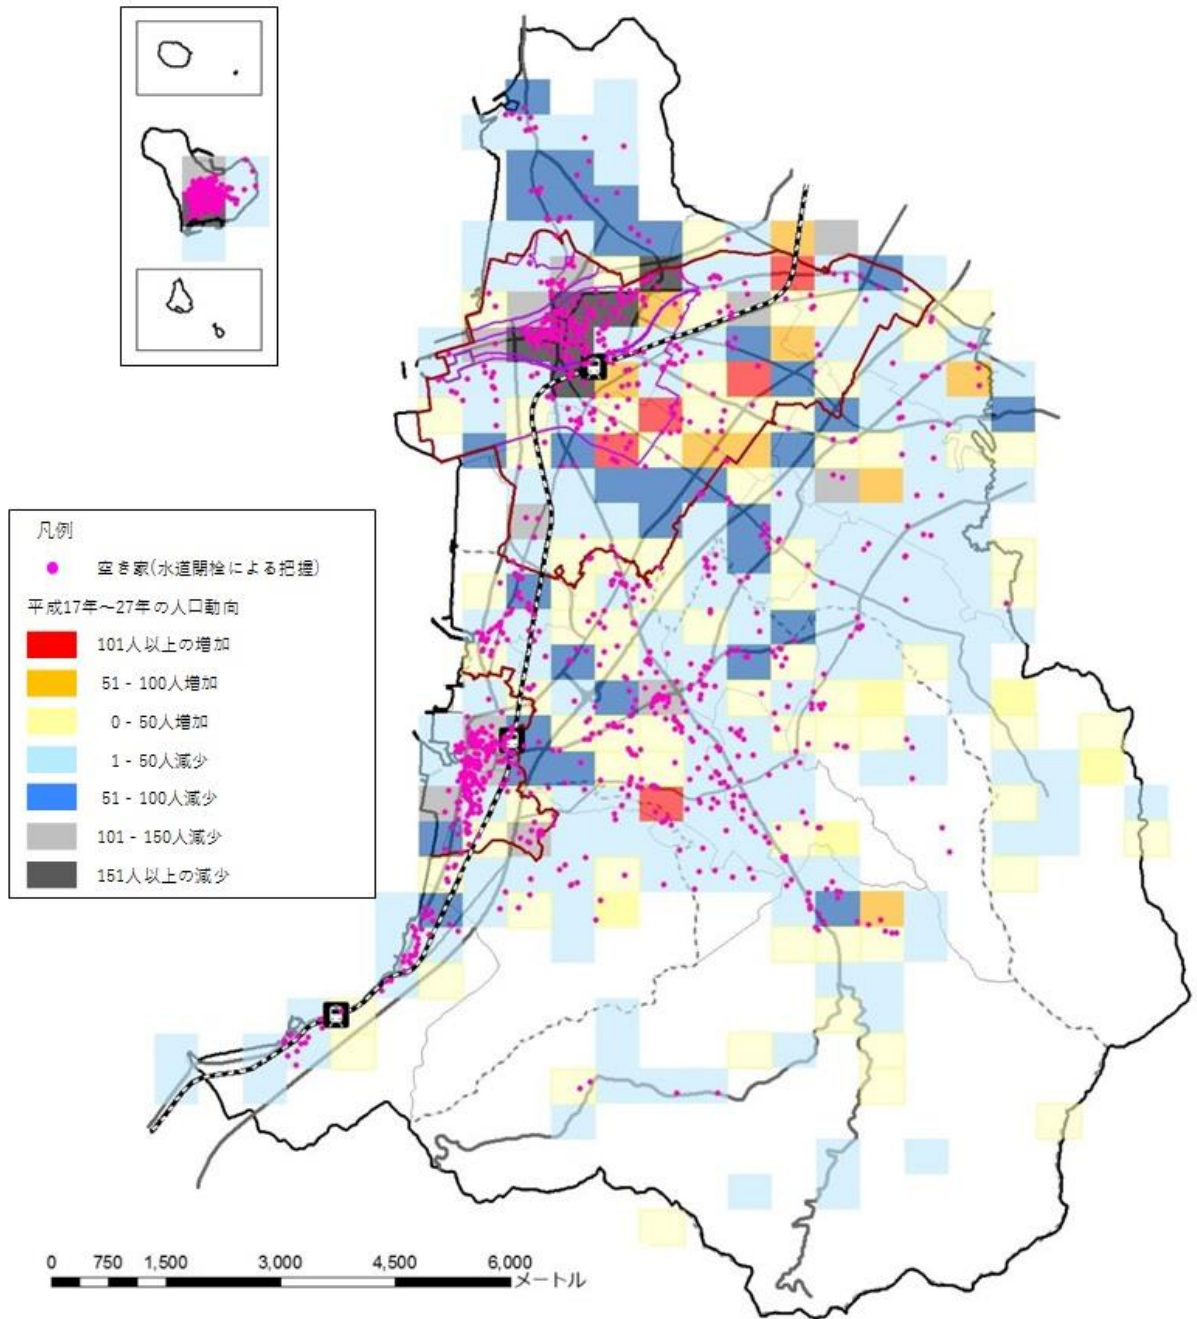 凡例
空き家(水道閉栓による把握)
平成17年～27年の人口動向
101人以上の増加
51 - 100人増加
0 - 50人増加
1 - 50人減少
51 - 100人減少
101 - 150人減少
151人以上の減少
0 750 1,500 3,000 4,500 6,000
メートル